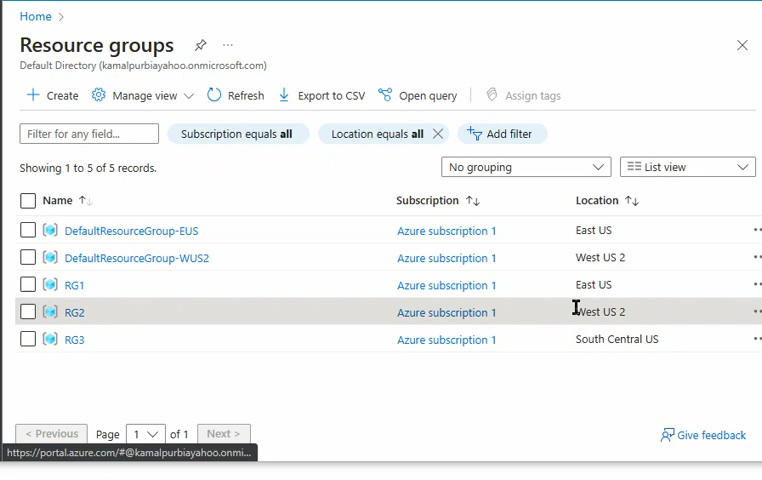 Home >
Resource groups ...
Default Directory (kamalpurbiayahoo.onmicrosoft.com)
Create Manage view Refresh Export to CSV Open query Assign tags
Filter for any field... Subscription equals all Location equals all Add filter
Showing 1 to 5 of 5 records. No grouping List view
Name Subscription Location
DefaultResourceGroup-EUS Azure subscription 1 East US
DefaultResourceGroup-WUS2 Azure subscription 1 West US 2
RG1 Azure subscription 1 East US
RG2 Azure subscription 1 West US 2
RG3 Azure subscription 1 South Central US
< Previous Page 1 of 1 Next > Give feedback
https://portal.azure.com/#@kamalpurbiayahoo.onmi...